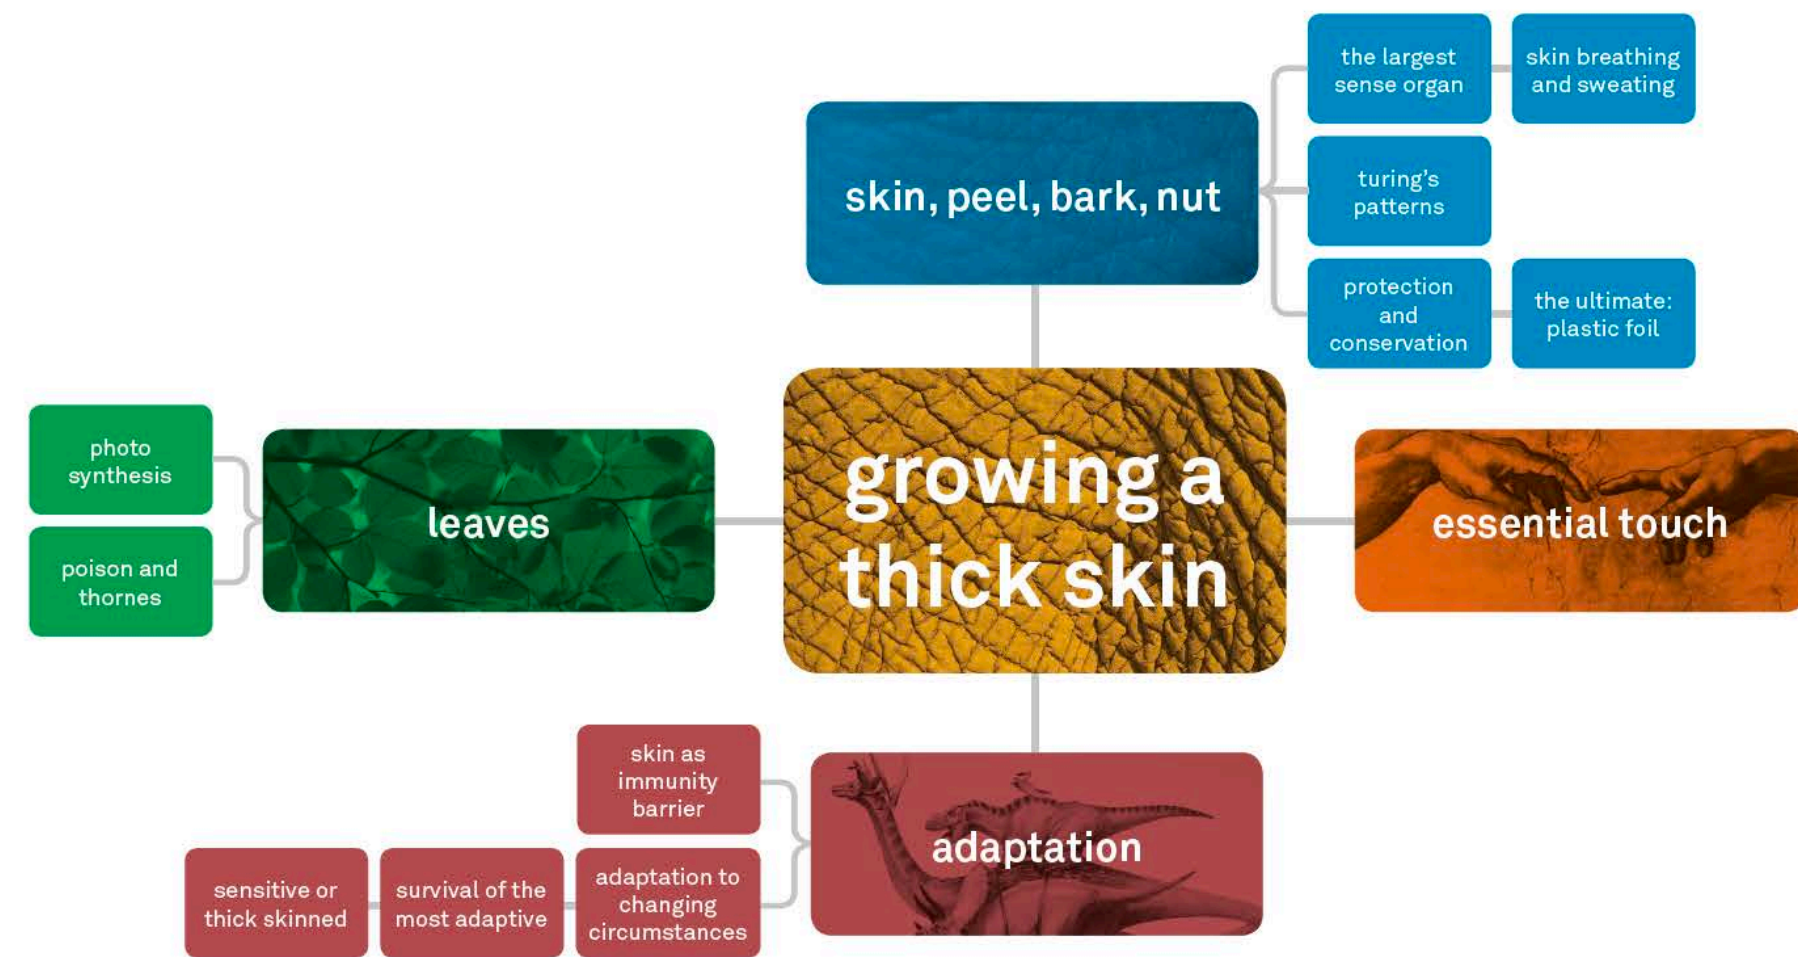 the largest
sense organ
skin breathing
and sweating
skin, peel, bark, nut
turing's
patterns
protection
and
conservation
the ultimate:
plastic foil
photo
synthesis
poison and
thornes
leaves
growing a
thick skin
essential touch
skin as
immunity
barrier
adaptation
sensitive or
thick skinned
survival of the
most adaptive
adaptation to
changing
circumstances